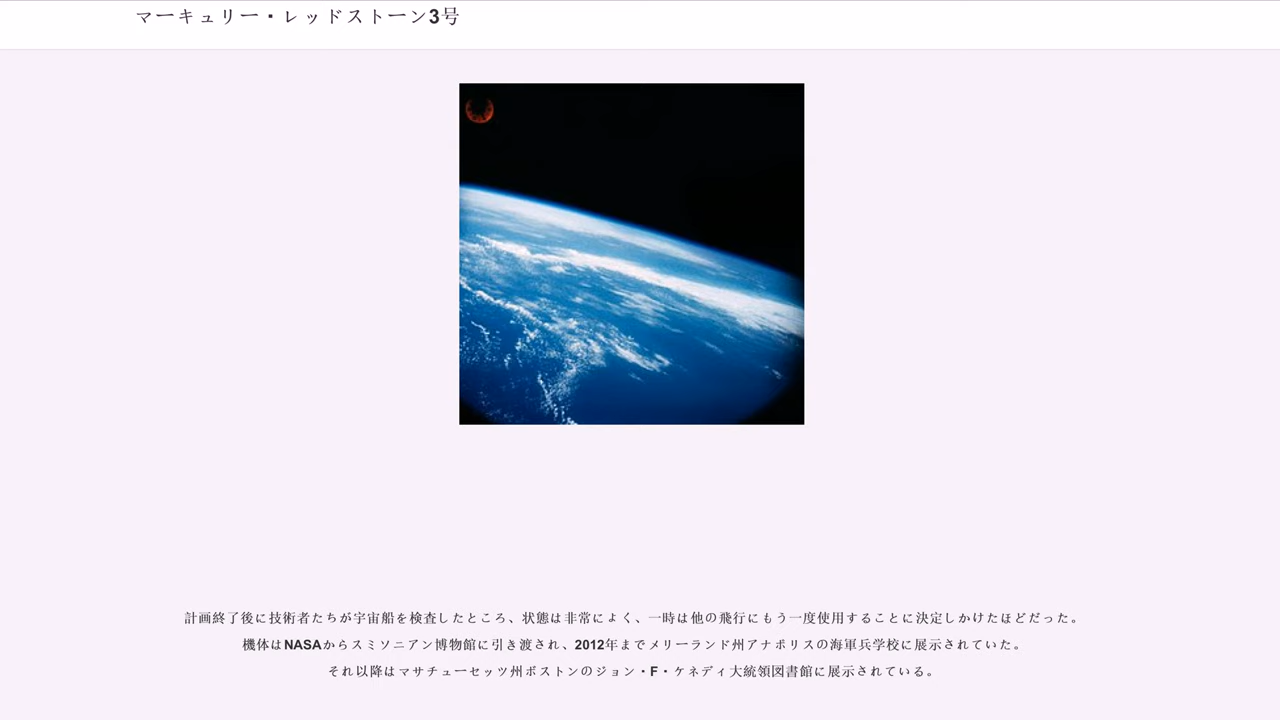 マーキュリー・レッドストーン3号
計画終了後に技術者たちが宇宙船を検査したところ、状態は非常によく、一時は他の飛行にもう一度使用することに決定しかけたほどだった。
機体はNASAからスミソニアン博物館に引き渡され、2012年までメリーランド州アナポリスの海軍兵学校に展示されていた。
それ以降はマサチューセッツ州ボストンのジョン・F・ケネディ大統領図書館に展示されている。